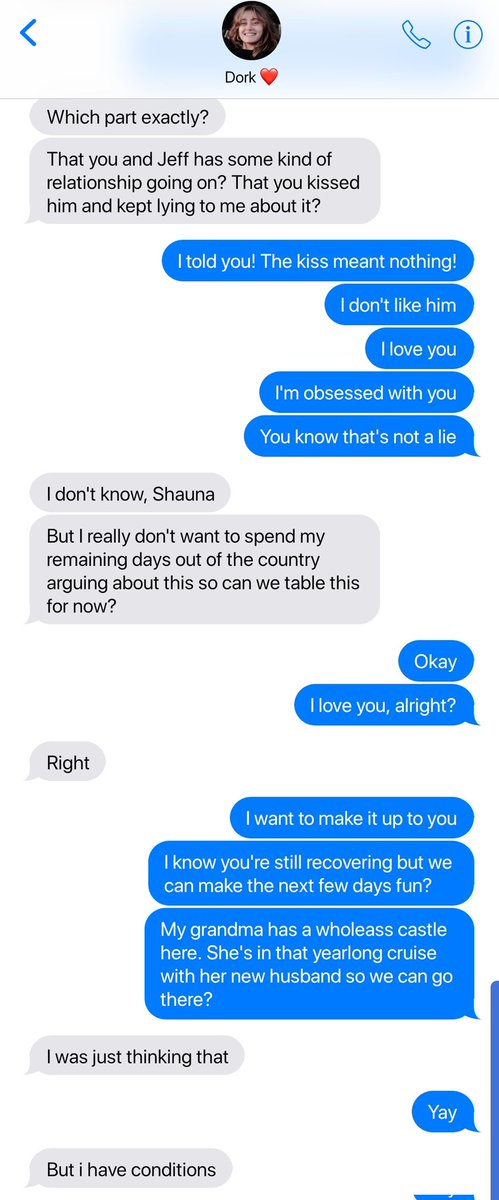 Dork ❤️
Which part exactly?
That you and Jeff has some kind of
relationship going on? That you kissed
him and kept lying to me about it?
I told you! The kiss meant nothing!
I don't like him
I love you
I'm obsessed with you
You know that's not a lie
I don't know, Shauna
But I really don't want to spend my
remaining days out of the country
arguing about this so can we table this
for now?
Okay
I love you, alright?
Right
I want to make it up to you
I know you're still recovering but we
can make the next few days fun?
My grandma has a wholeass castle
here. She's in that yearlong cruise
with her new husband so we can go
there?
I was just thinking that
Yay
But i have conditions